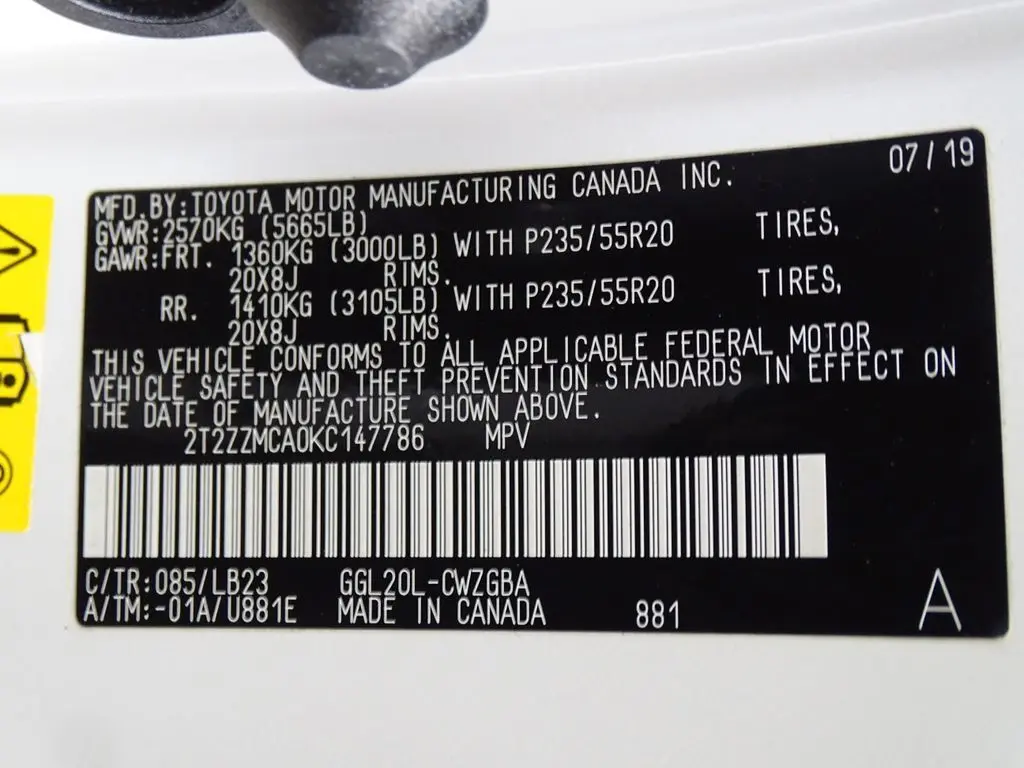 07/19
MFD.BY:TOYOTA MOTOR MANUFACTURING CANADA INC.
GVWR:2570KG (5665LB)
GAWR:FRT. 1360KG (3000LB) WITH P235/55R20 TIRES,
20X8J RIMS.
RR. 1410KG (3105LB) WITH P235/55R20 TIRES,
20X8J RIMS.
THIS VEHICLE CONFORMS TO ALL APPLICABLE FEDERAL MOTOR
VEHICLE SAFETY AND THEFT PREVENTION STANDARDS IN EFFECT ON
THE DATE OF MANUFACTURE SHOWN ABOVE.
2T2ZZMCA0KC147786 MPV
C/TR:085/LB23 GGL20L-CWZGBA
A/TM:-01A/U881E MADE IN CANADA 881 A